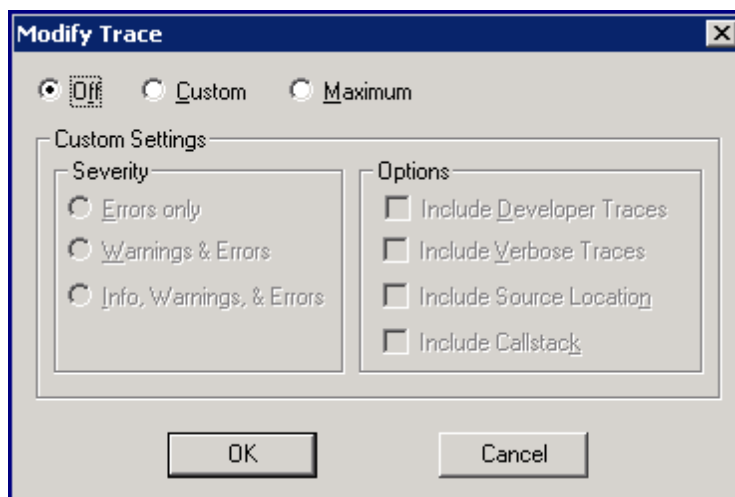 Modify Trace
Off Custom Maximum
Custom Settings
Severity
Errors only
Warnings & Errors
Info, Warnings, & Errors
Options
Include Developer Traces
Include Verbose Traces
Include Source Location
Include Callstack
OK Cancel